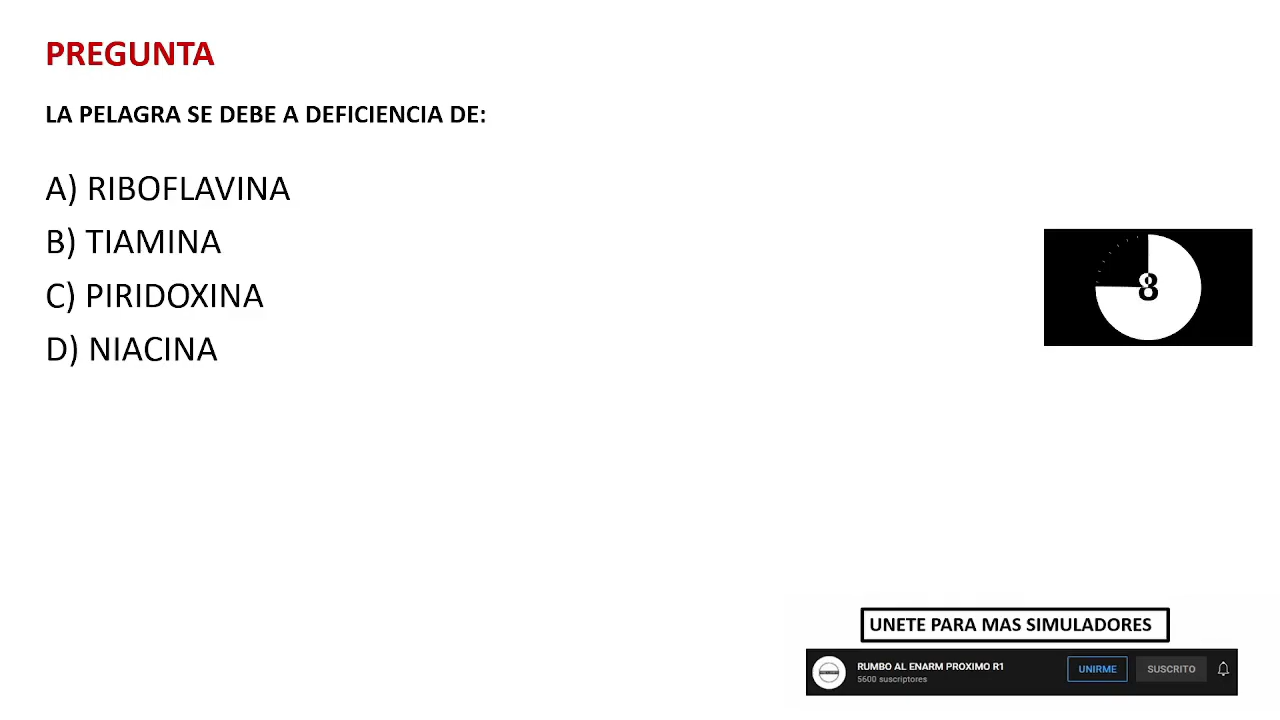 PREGUNTA
LA PELAGRA SE DEBE A DEFICIENCIA DE:
A) RIBOFLAVINA
B) TIAMINA
C) PIRIDOXINA
D) NIACINA
8
UNETE PARA MAS SIMULADORES
RUMBO AL ENARM PROXIMO R1
5600 suscriptores
UNIRME
SUSCRITO